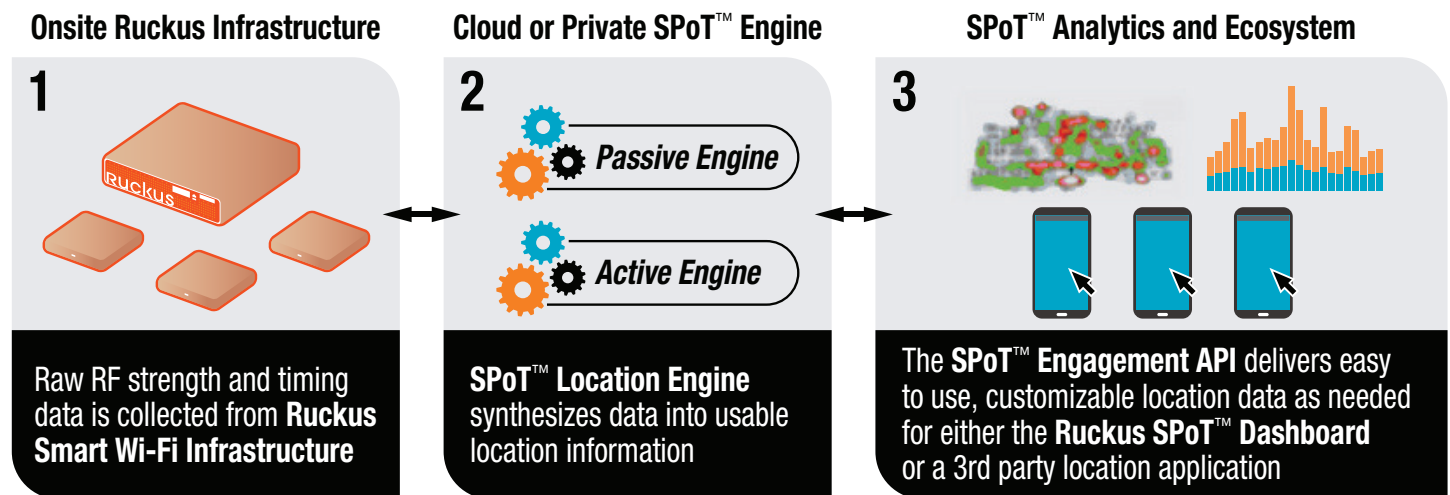 Onsite Ruckus Infrastructure
1
Ruckus
Raw RF strength and timing
data is collected from Ruckus
Smart Wi-Fi Infrastructure
Cloud or Private SPoT™ Engine
2
Passive Engine
Active Engine
SPoT™ Location Engine
synthesizes data into usable
location information
SPoT™ Analytics and Ecosystem
3
The SPoT™ Engagement API delivers easy
to use, customizable location data as needed
for either the Ruckus SPoT™ Dashboard
or a 3rd party location application